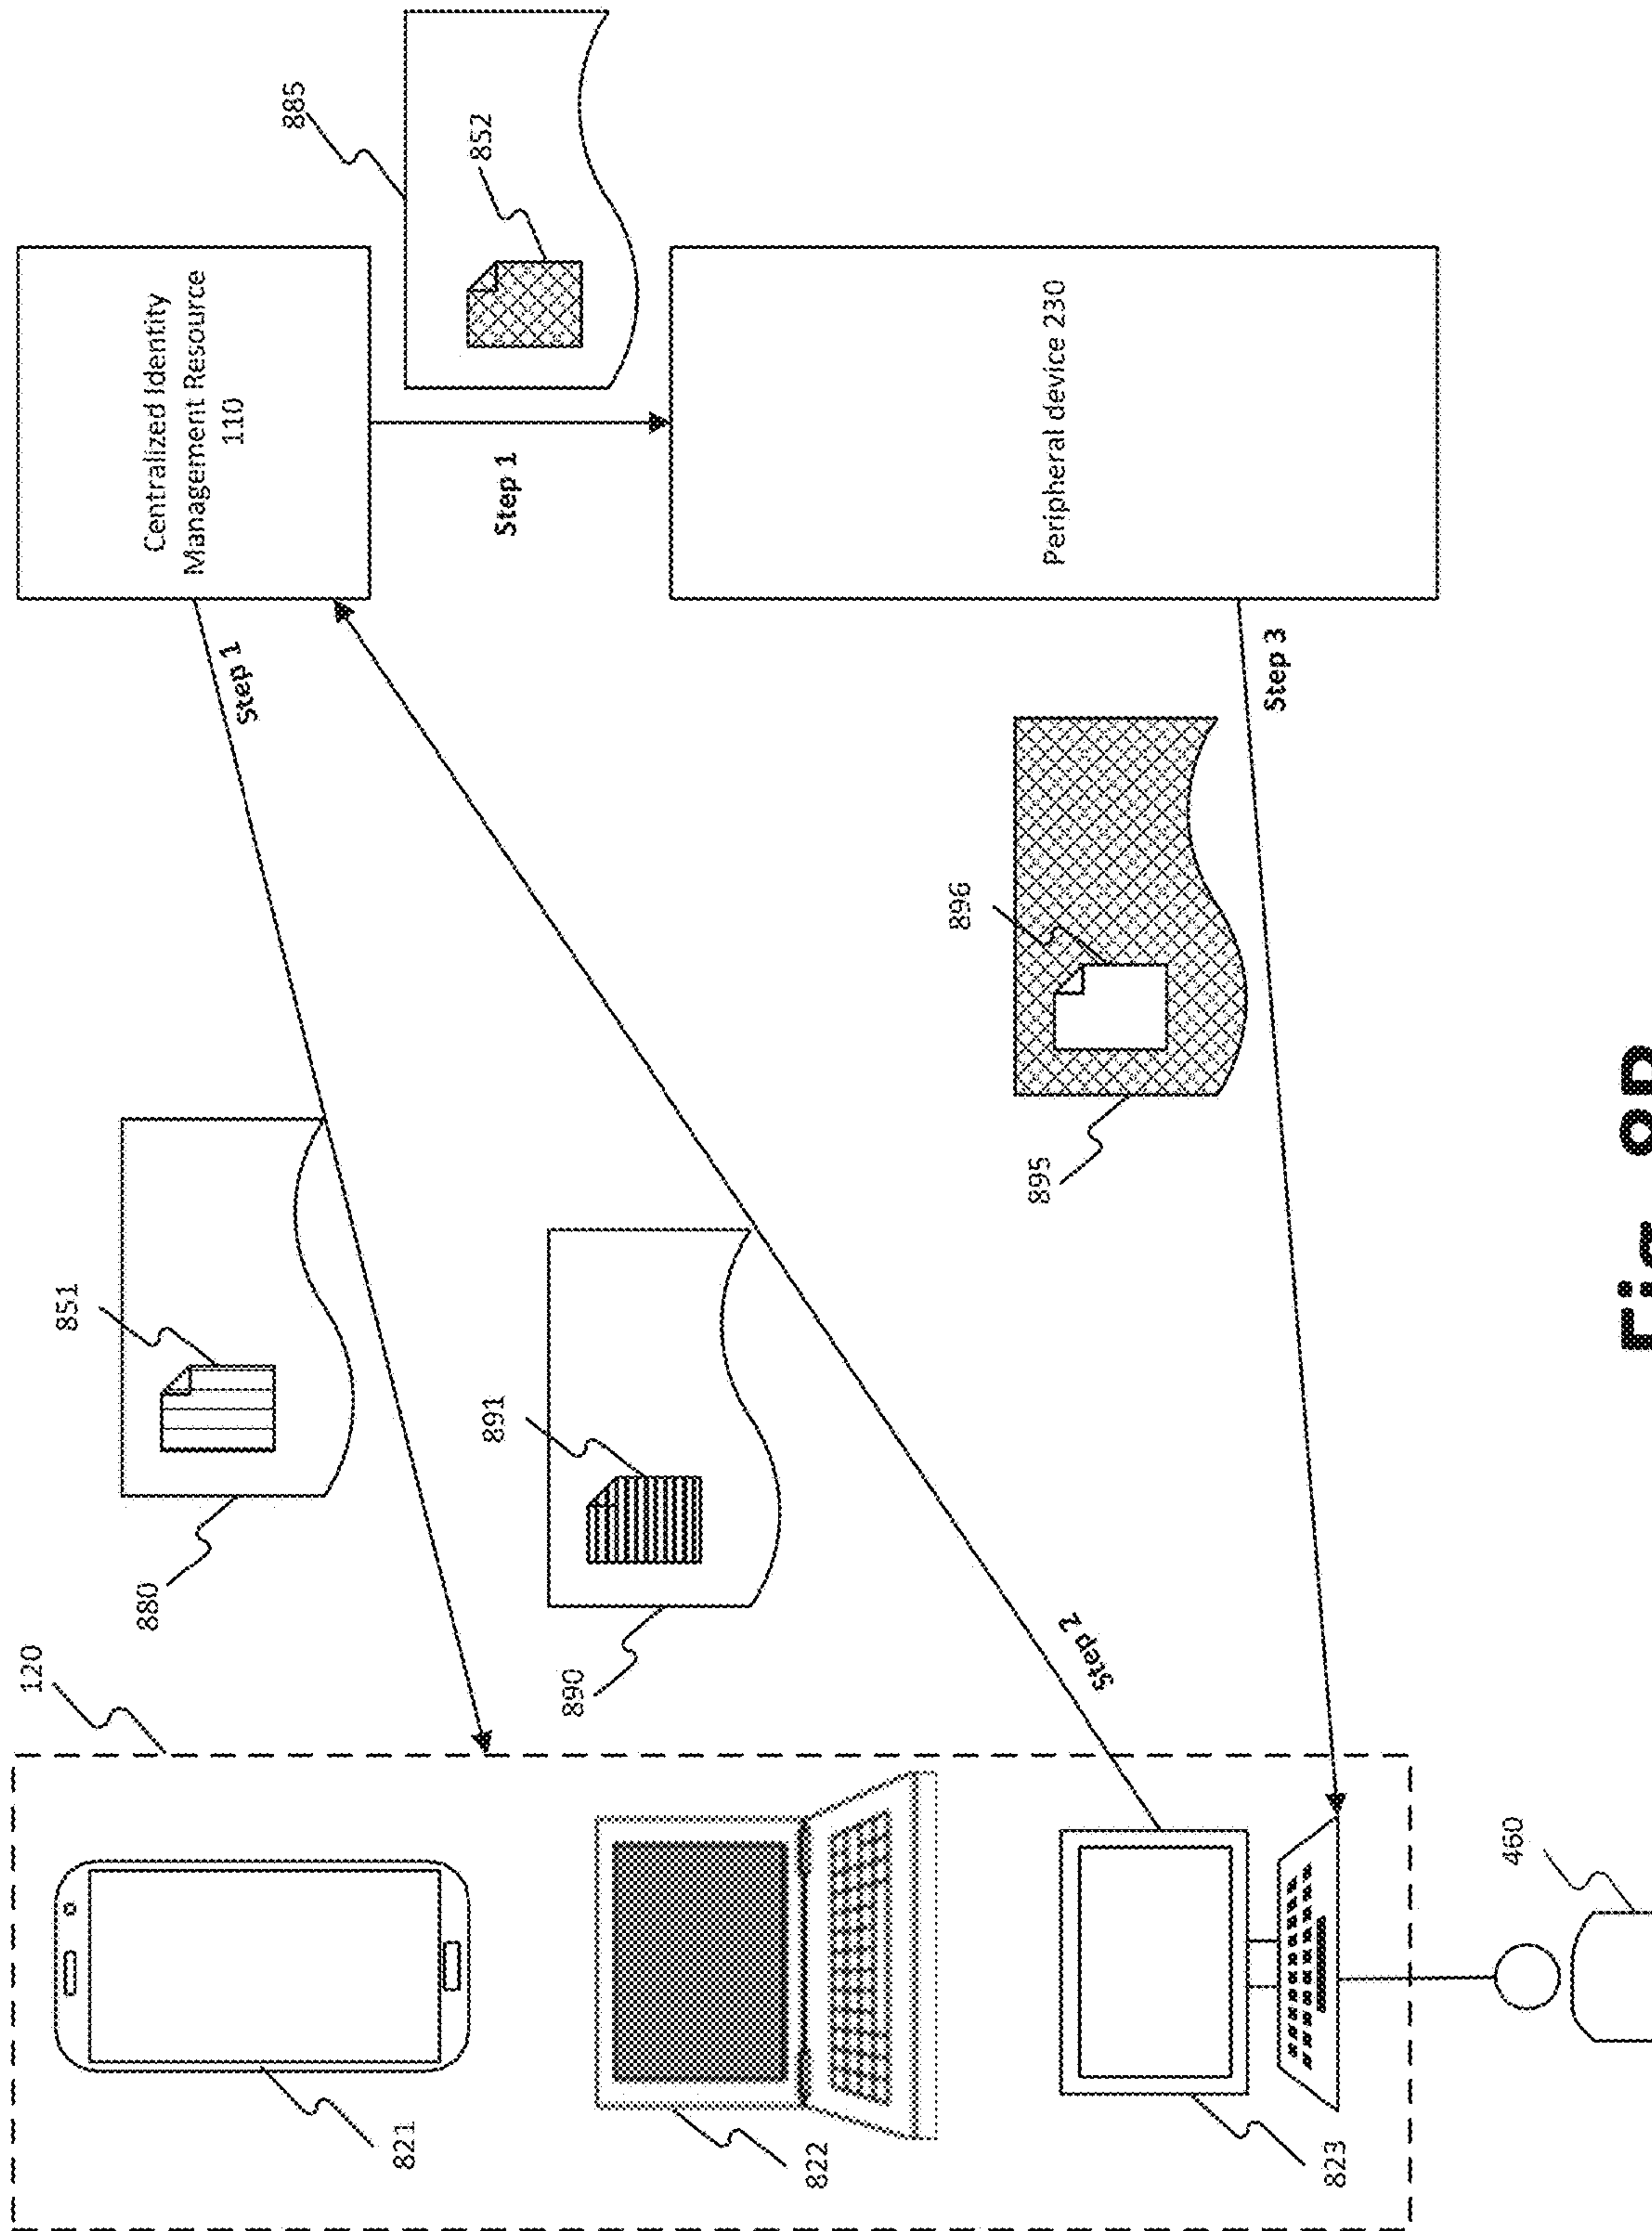 120
851
880
Centralized Identity
Management Resource
110
Step 1
885
821
852
891
Step 1
890
822
896
895
Peripheral device 230
Step 2
Step 3
823
460
Fig.